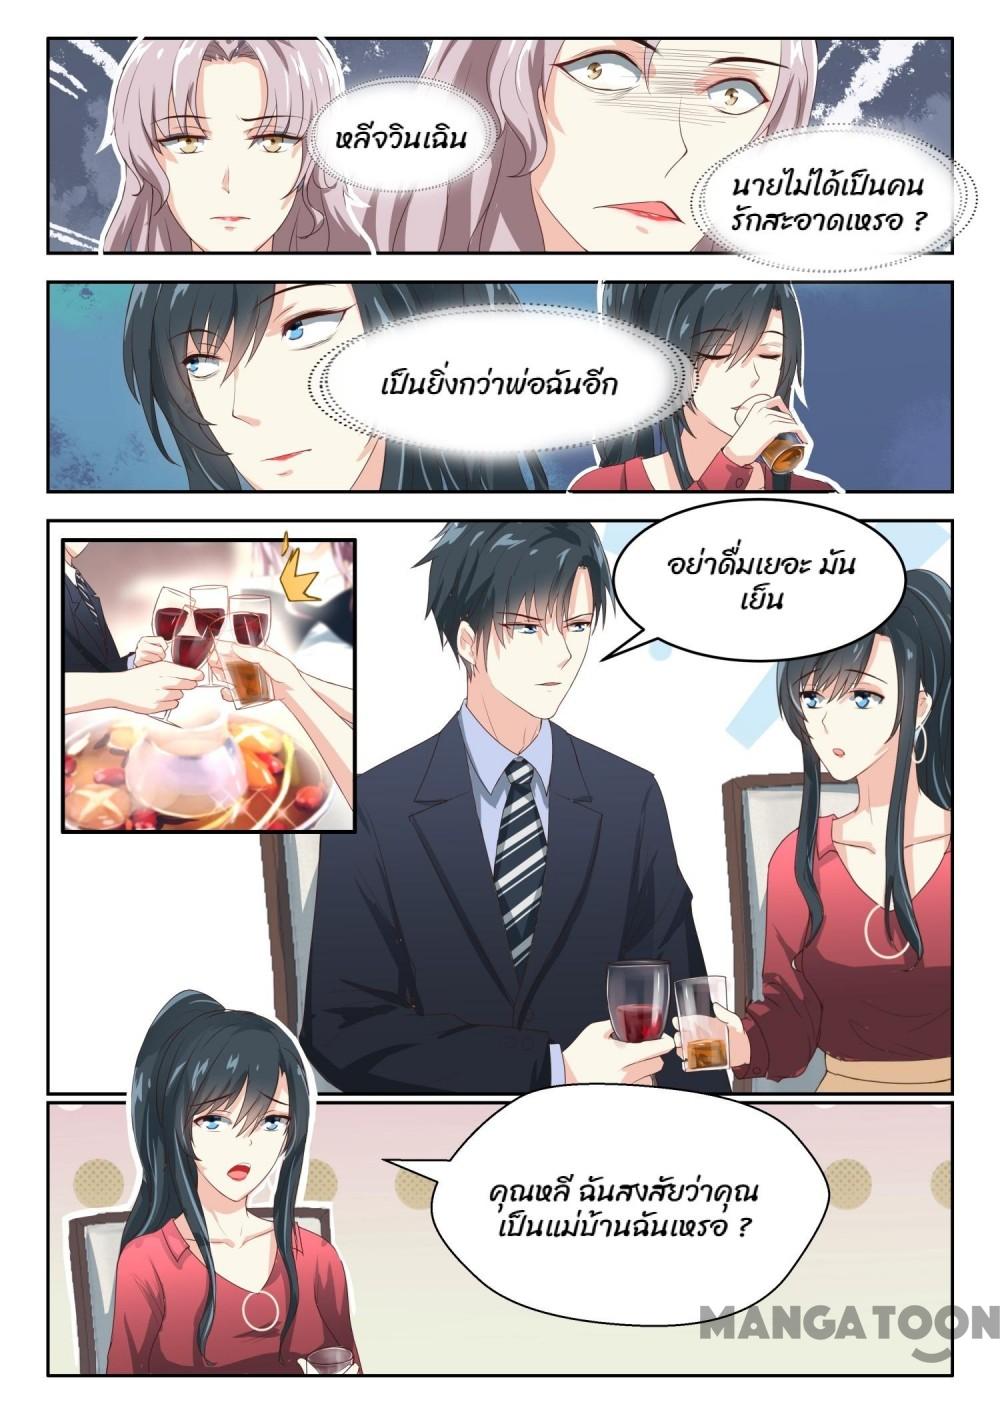 หลีจวินเฉิน
นายไม่ได้เป็นคน
รักสะอาดเหรอ ?
เป็นยิ่งกว่าพ่อฉันอีก
อย่าดื่มเยอะ มัน
เย็น
คุณหลี ฉันสงสัยว่าคุณ
เป็นแม่บ้านฉันเหรอ ?
MANGATOON